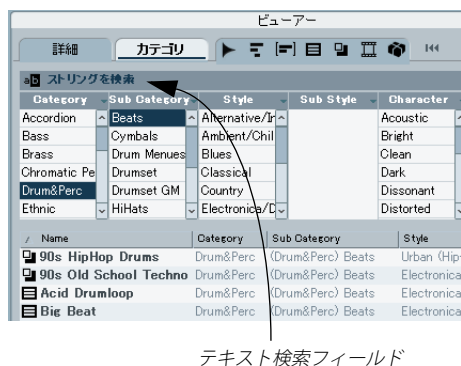 ビューアー
詳細 カテゴリ
ab ストリングを検索
Category Sub Category Style Sub Style Character
Accordion Beats Alternative/In Acoustic
Bass Cymbals Ambient/Chil Bright
Brass Drum Menues Blues Clean
Chromatic Pe Drumset Classical Dark
Drum&Perc Drumset GM Country Dissonant
Ethnic HiHats Electronica/D Distorted
/ Name Category Sub Category Style
90s HipHop Drums Drum&Perc (Drum&Perc) Beats Urban (Hip-
90s Old School Techno Drum&Perc (Drum&Perc) Beats Electronica
Acid Drumloop Drum&Perc (Drum&Perc) Beats Electronica
Big Beat Drum&Perc (Drum&Perc) Beats Electronica
テキスト検索フィールド